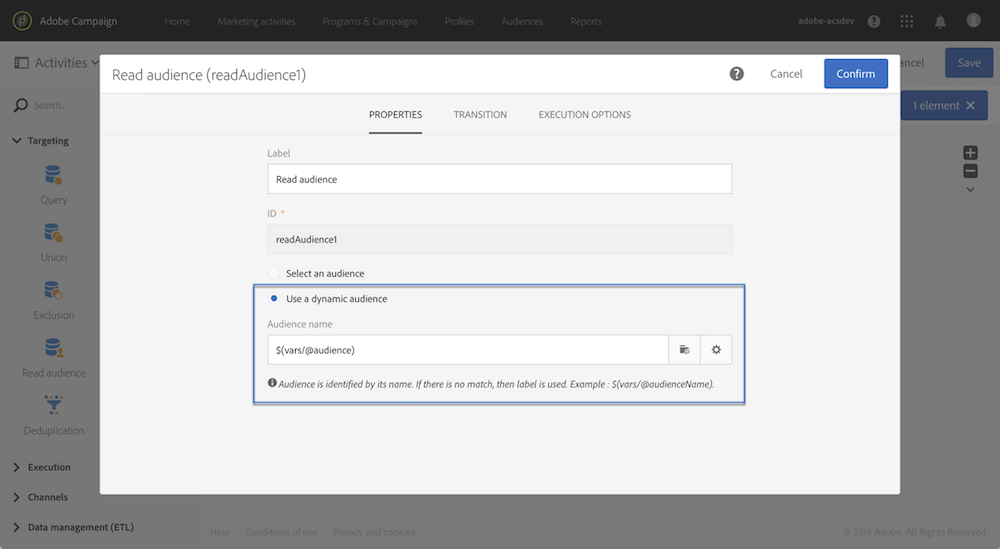 Adobe Campaign Home Marketing activities Programs & Campaigns Profiles Audiences Reports adobe-acsdev
Activities Save
Read audience (readAudience1) Cancel Confirm
Search... 1 element
PROPERTIES TRANSITION EXECUTION OPTIONS
Targeting
Query
Union
Exclusion
Read audience
Deduplication
Execution
Channels
Data management (ETL)
Label
Read audience
ID *
readAudience1
Select an audience
Use a dynamic audience
Audience name
$(vars/@audience)
Audience is identified by its name. If there is no match, then label is used. Example : $(vars/@audienceName).
Help Conditions of use Privacy and cookies © 2019 Adobe. All Rights Reserved.